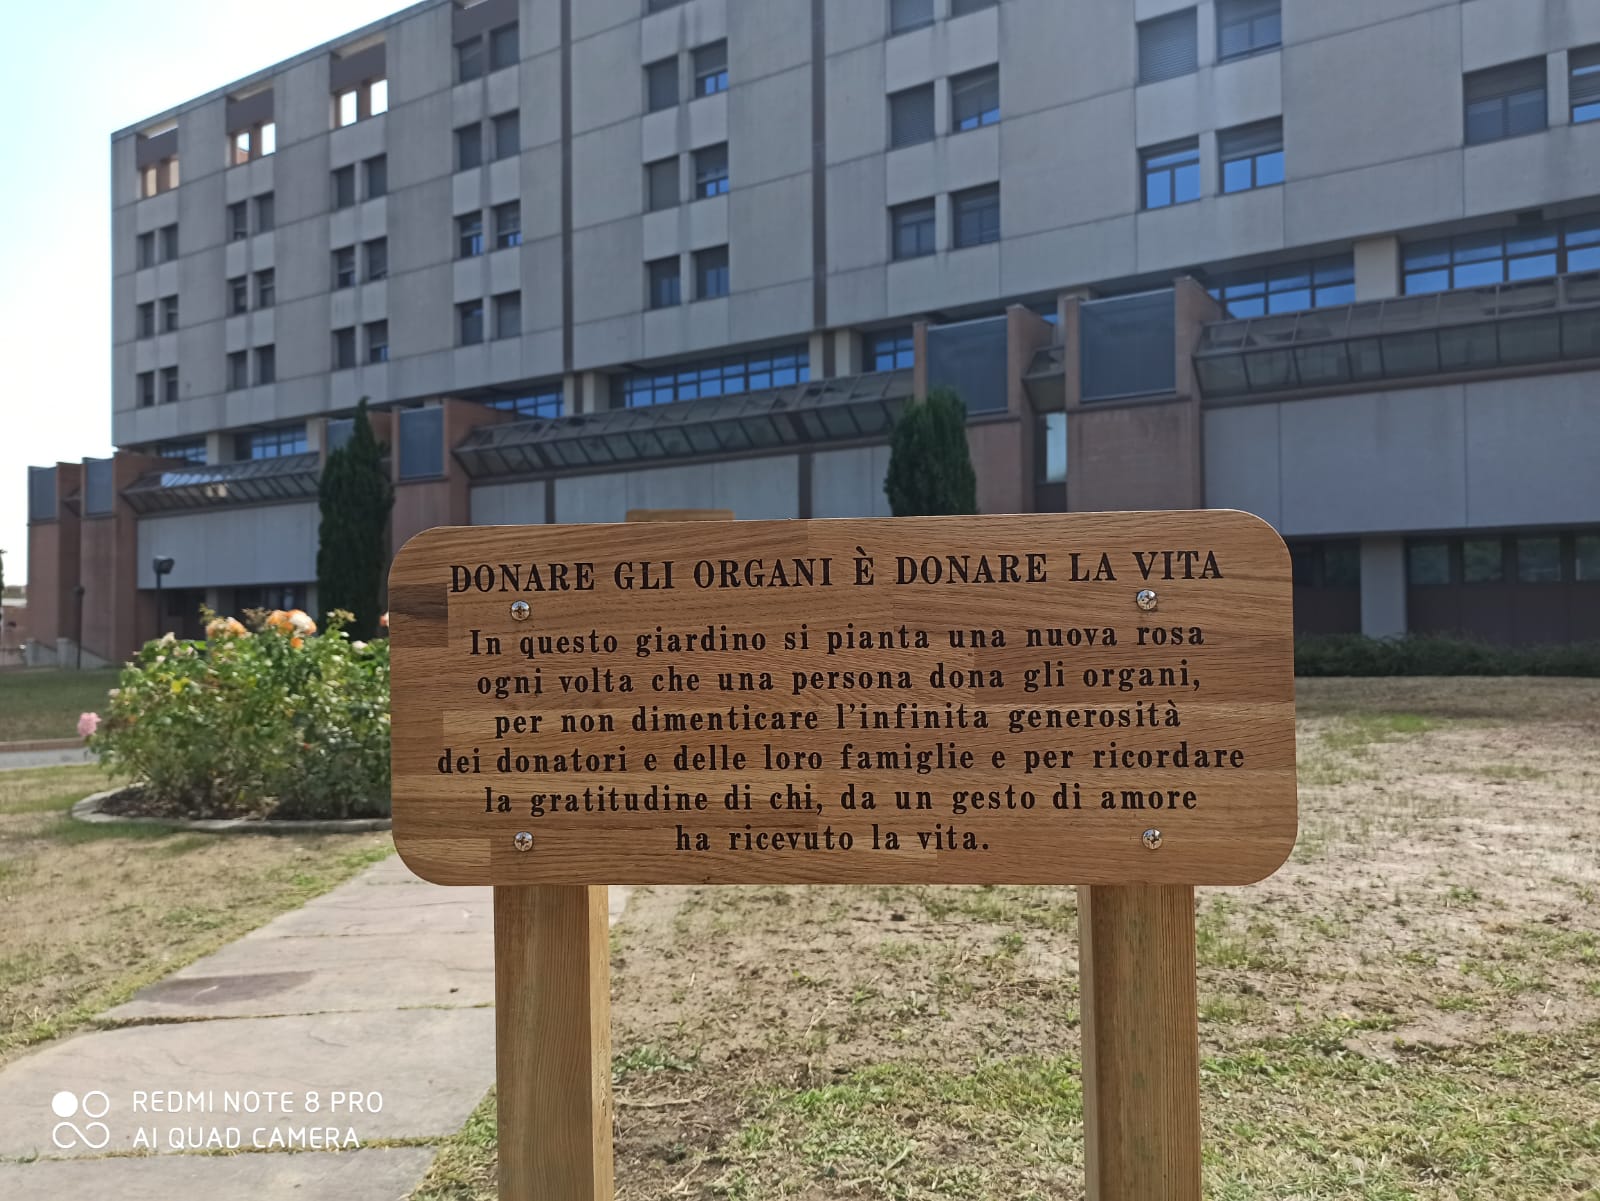 DONARE GLI ORGANI È DONARE LA VITA
In questo giardino si pianta una nuova rosa
ogni volta che una persona dona gli organi,
per non dimenticare l'infinita generosità
dei donatori e delle loro famiglie e per ricordare
la gratitudine di chi, da un gesto di amore
ha ricevuto la vita.
REDMI NOTE 8 PRO
AI QUAD CAMERA